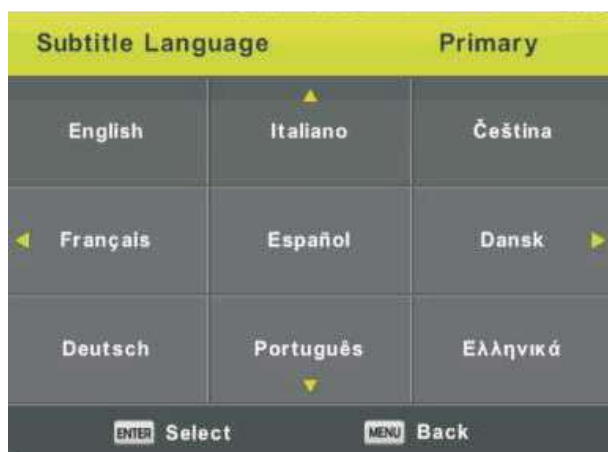 Subtitle Language Primary
English Italiano Čeština
Français Español Dansk
Deutsch Português Ελληνικά
ENTER Select MENU Back